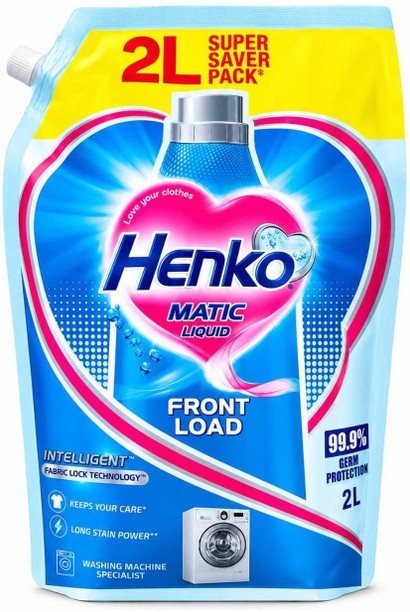 2L SUPER
SAVER
PACK*
Love your clothes
Henko®
MATIC
LIQUID
FRONT
LOAD
INTELLIGENT™
FABRIC LOCK TECHNOLOGY™
KEEPS YOUR CARE*
LONG STAIN POWER**
WASHING MACHINE
SPECIALIST
99.9%
GERM
PROTECTION
2L